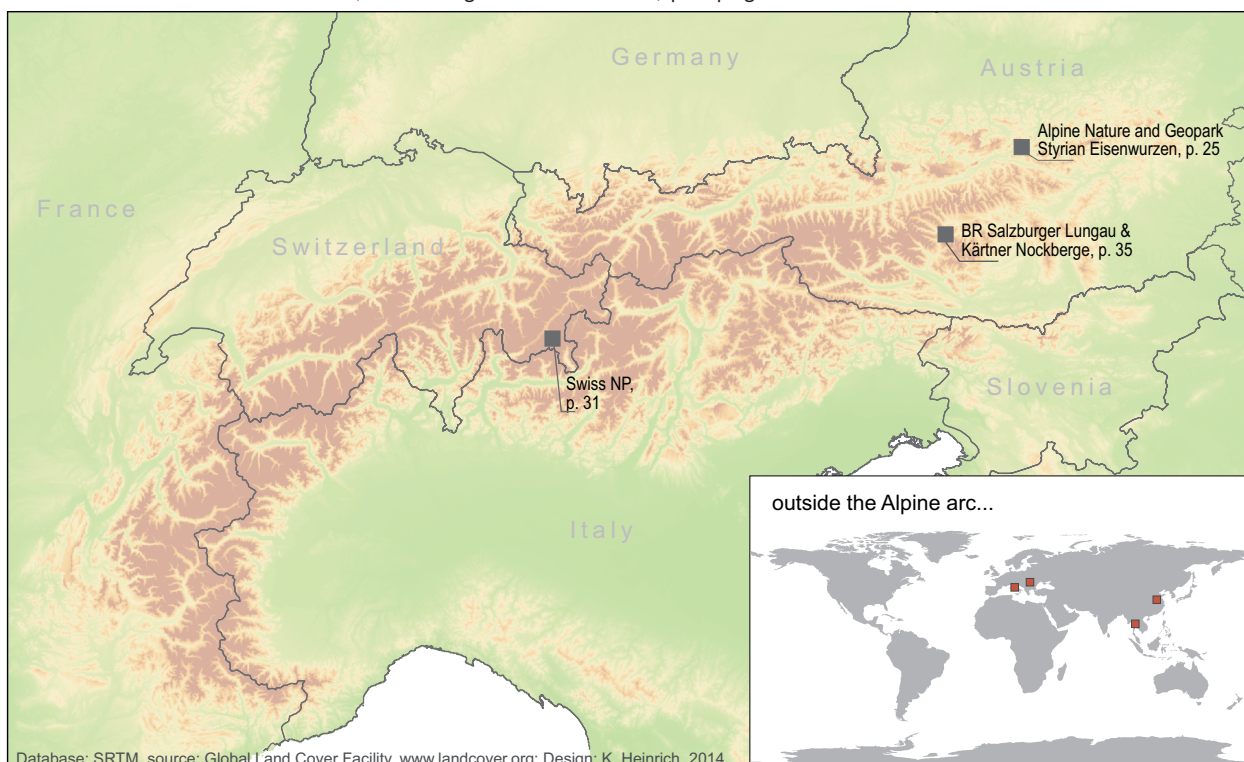 Germany
Austria
Alpine Nature and Geopark
Styrian Eisenwurzen, p. 25
France
Switzerland
BR Salzburger Lungau &
Kärtner Nockberge, p. 35
Swiss NP,
p. 31
Slovenia
Italy
outside the Alpine arc...
Database: SRTM, source: Global Land Cover Facility, www.landcover.org; Design: K. Heinrich, 2014